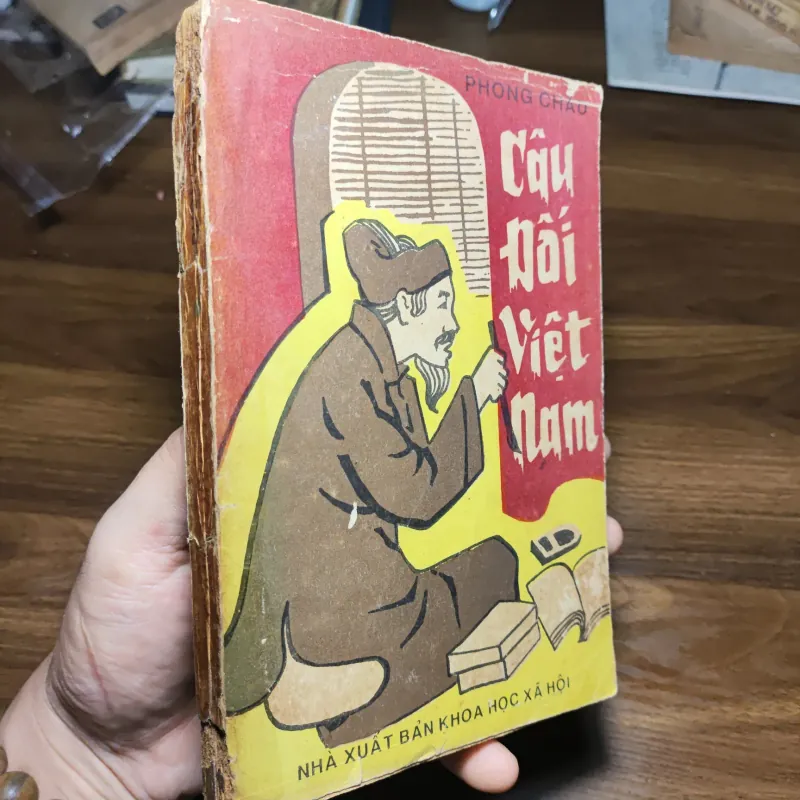 PHONG CHÂU
Câu
Đối
Việt
Nam
NHÀ XUẤT BẢN KHOA HỌC XÃ HỘI